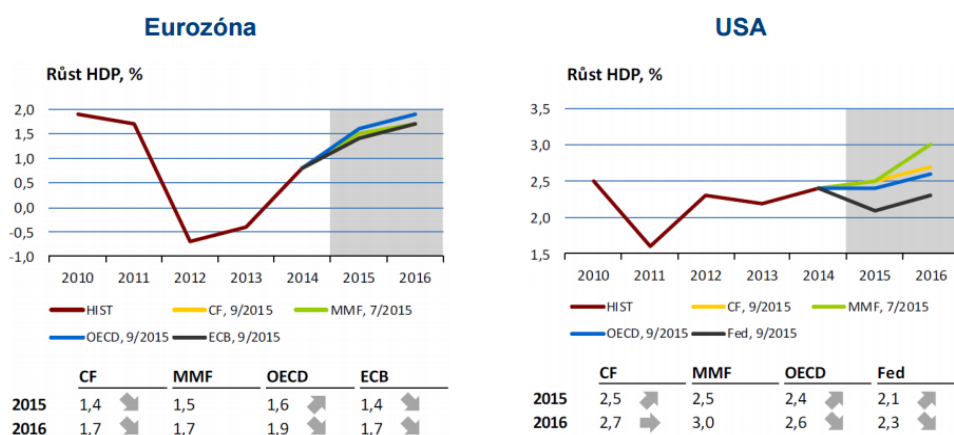 Eurozóna
Růst HDP, %
2,0
1,5
1,0
0,5
0,0
-0,5
-1,0
2010 2011 2012 2013 2014 2015 2016
HIST CF, 9/2015 MMF, 7/2015
OECD, 9/2015 ECB, 9/2015
CF MMF OECD ECB
2015 1,4 1,5 1,6 1,4
2016 1,7 1,7 1,9 1,7
USA
Růst HDP, %
3,5
3,0
2,5
2,0
1,5
2010 2011 2012 2013 2014 2015 2016
HIST CF, 9/2015 MMF, 7/2015
OECD, 9/2015 Fed, 9/2015
CF MMF OECD Fed
2015 2,5 2,5 2,4 2,1
2016 2,7 3,0 2,6 2,3